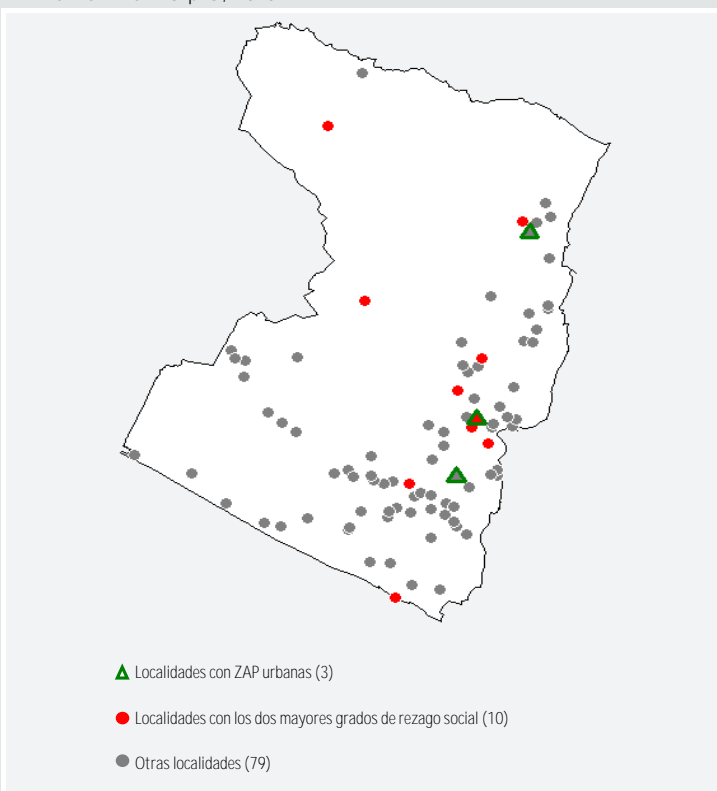 Localidades con ZAP urbanas (3)
Localidades con los dos mayores grados de rezago social (10)
Otras localidades (79)